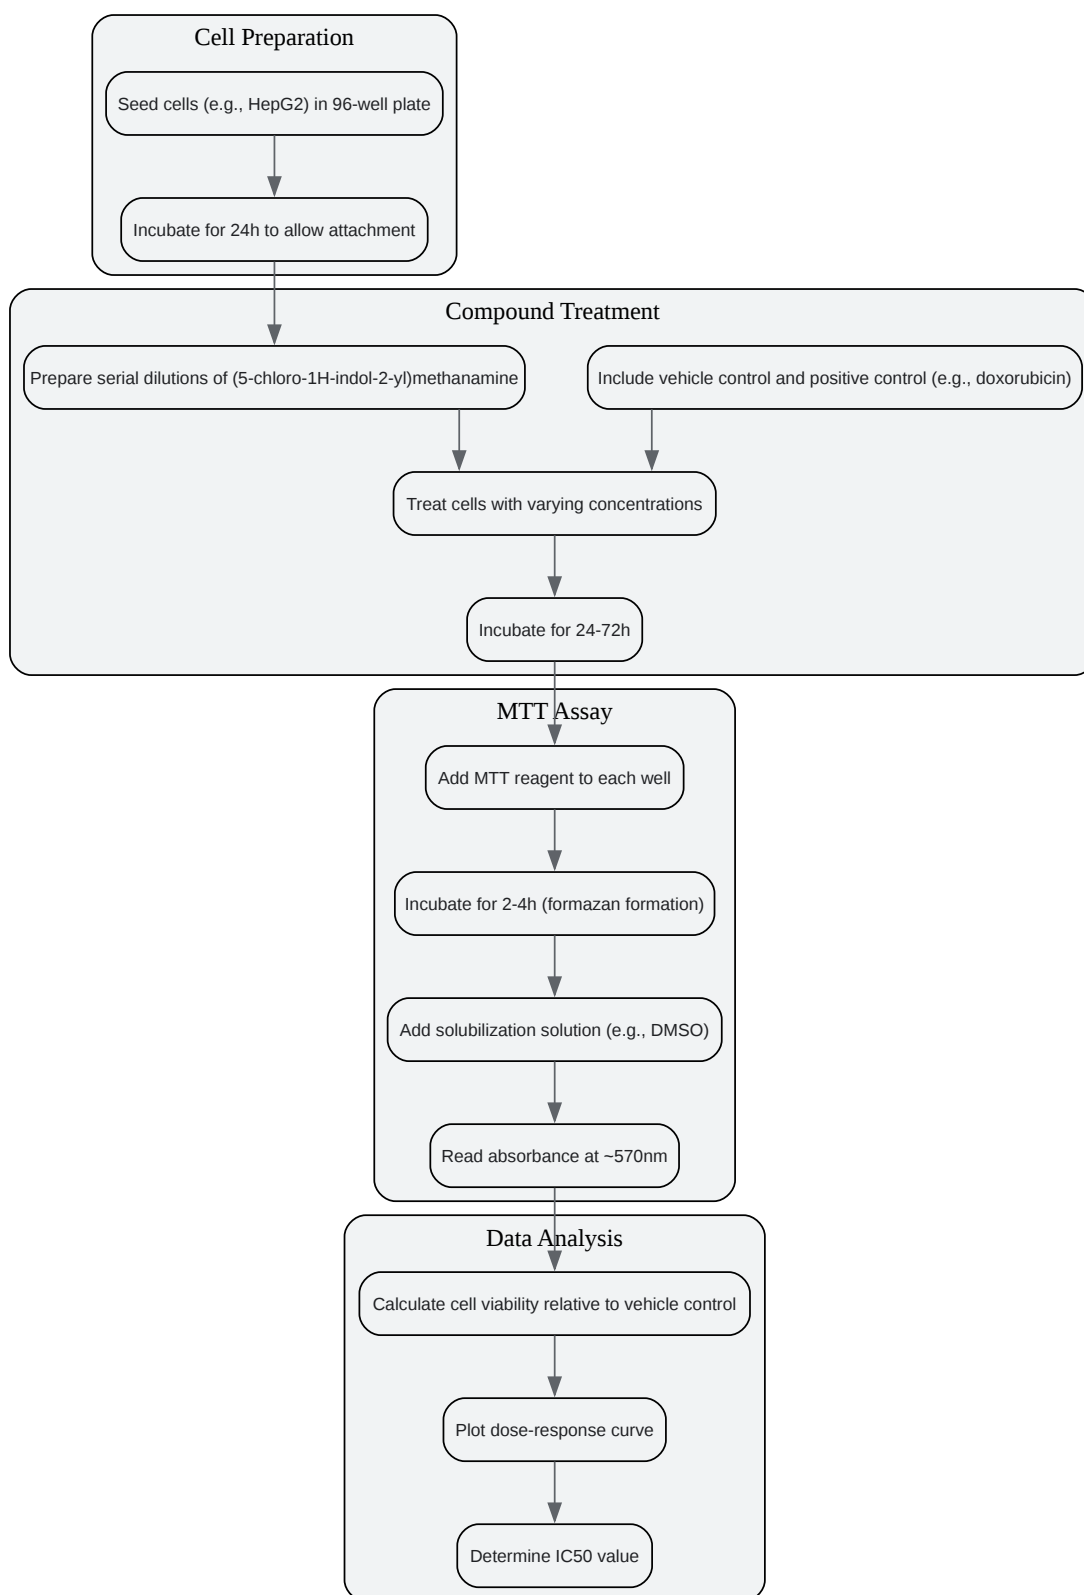 Cell Preparation
Seed cells (e.g., HepG2) in 96-well plate
Incubate for 24h to allow attachment
Compound Treatment
Prepare serial dilutions of (5-chloro-1H-indol-2-yl)methanamine
Include vehicle control and positive control (e.g., doxorubicin)
Treat cells with varying concentrations
Incubate for 24-72h
MTT Assay
Add MTT reagent to each well
Incubate for 2-4h (formazan formation)
Add solubilization solution (e.g., DMSO)
Read absorbance at ~570nm
Data Analysis
Calculate cell viability relative to vehicle control
Plot dose-response curve
Determine IC50 value